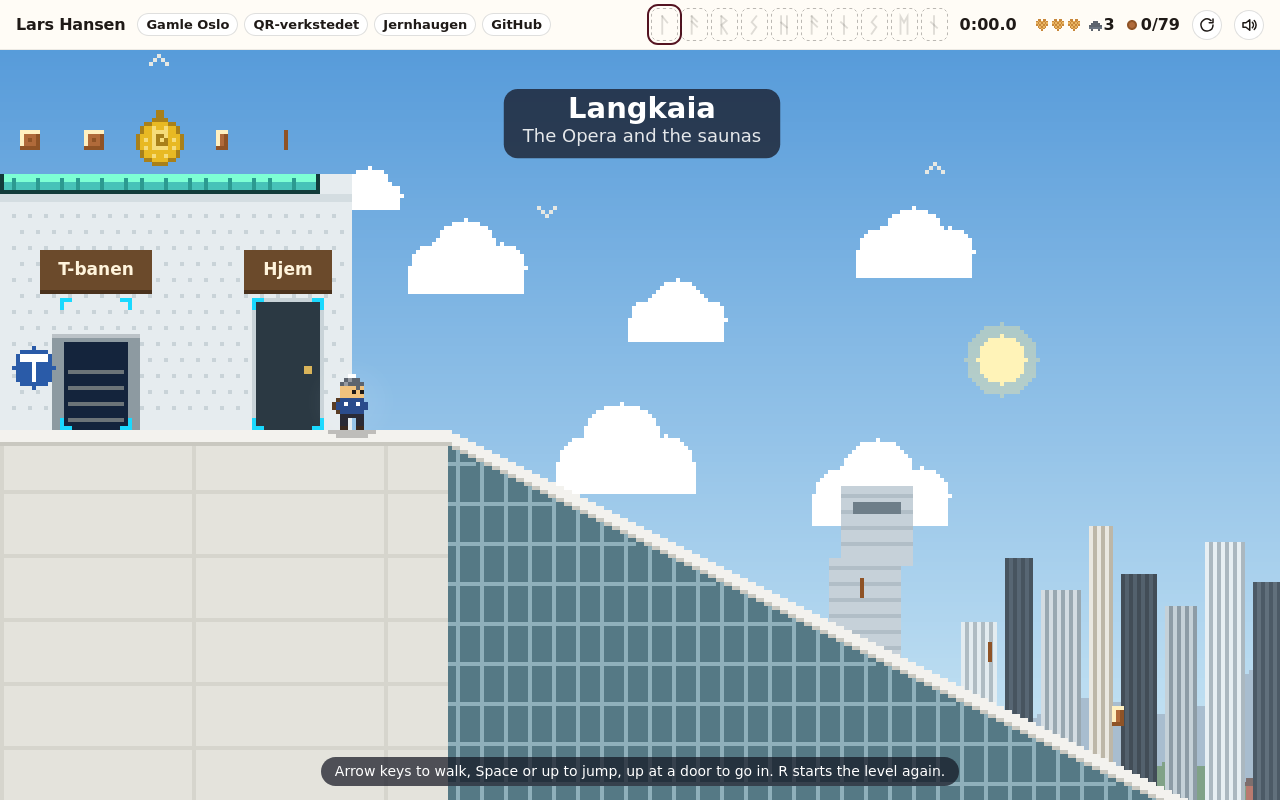 Lars Hansen Gamle Oslo QR-verkstedet Jernhaugen GitHub ᛚ ᚨ ᚱ ᛊ ᚺ ᚨ ᚾ ᛊ ᛖ ᚾ 0:00.0 3 0/79
Langkaia
The Opera and the saunas
T-banen Hjem
T
Arrow keys to walk, Space or up to jump, up at a door to go in. R starts the level again.